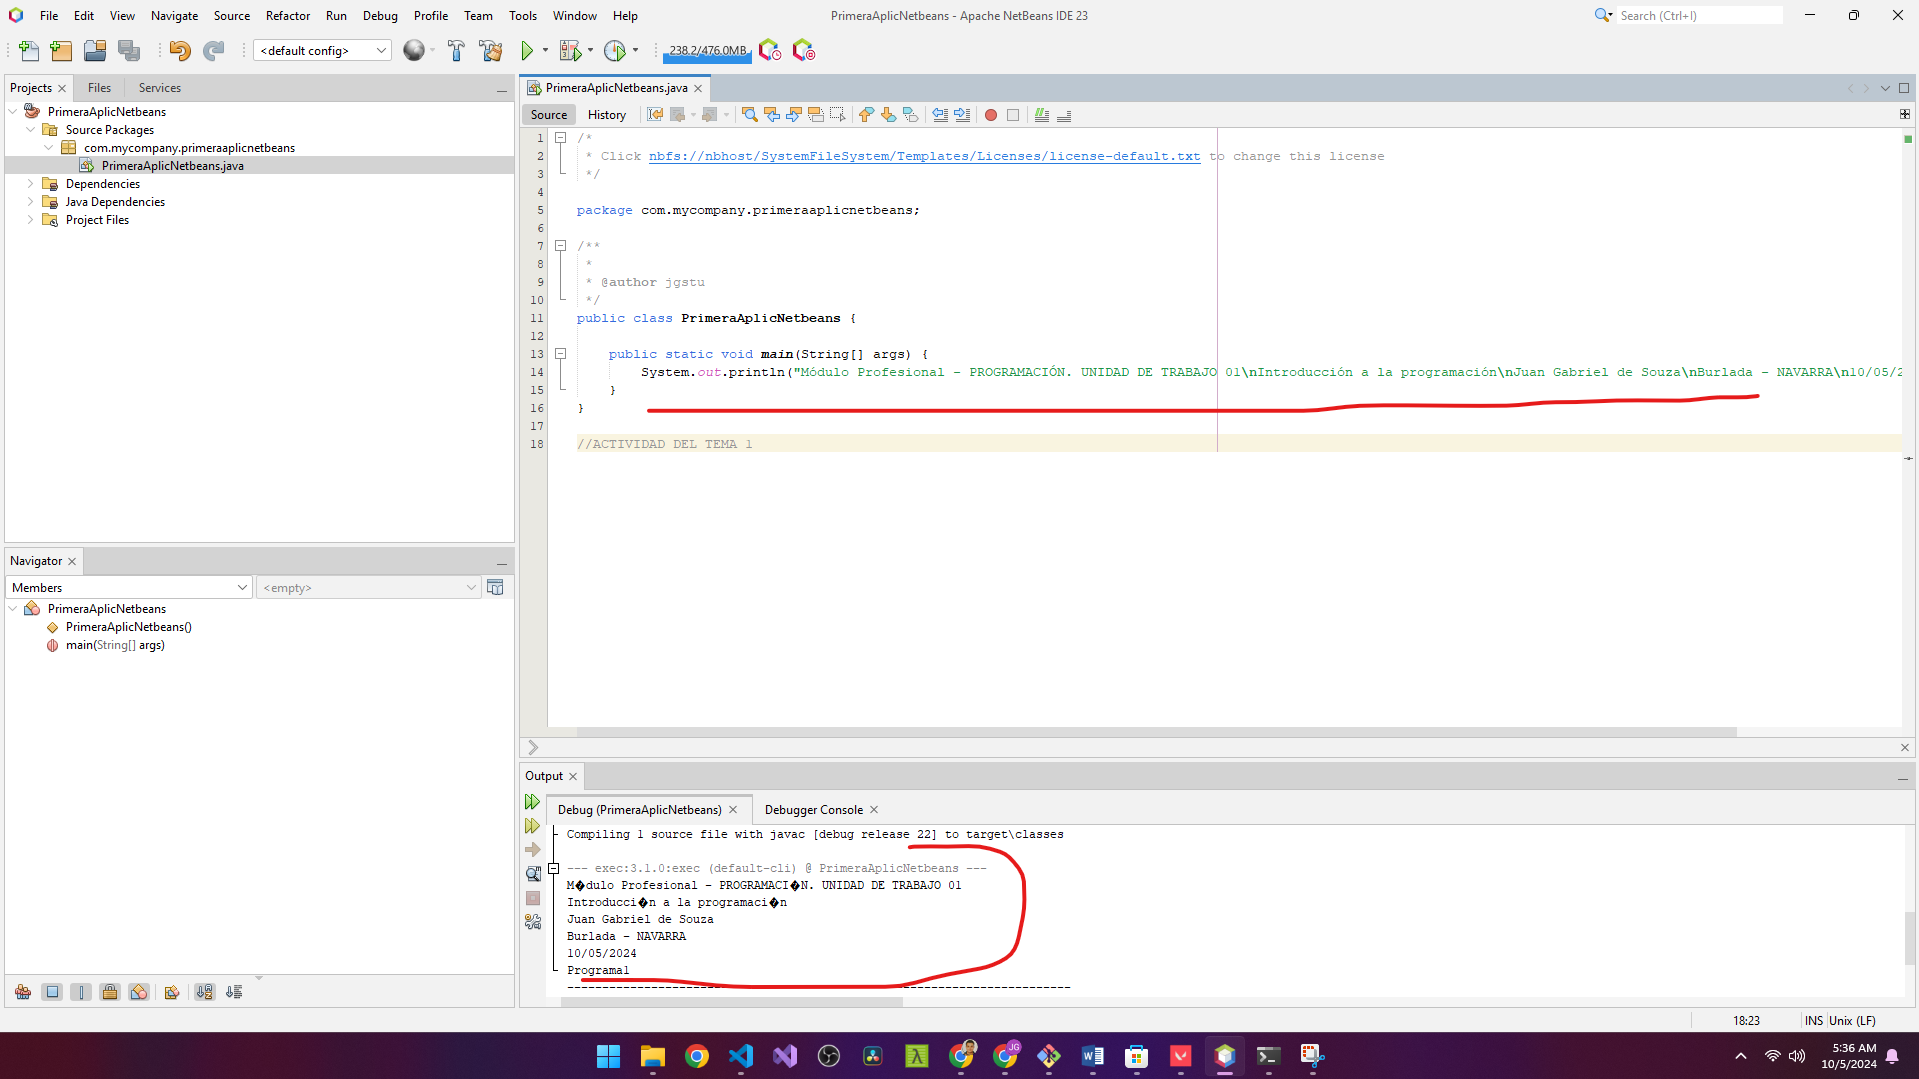 File Edit View Navigate Source Refactor Run Debug Profile Team Tools Window Help
PrimeraAplicNetbeans - Apache NetBeans IDE 23
Search (Ctrl+I)
<default config>
238.2/476.0MB
Projects Files Services
PrimeraAplicNetbeans
Source Packages
com.mycompany.primeraaplicnetbeans
PrimeraAplicNetbeans.java
Dependencies
Java Dependencies
Project Files
Navigator
Members
<empty>
PrimeraAplicNetbeans
PrimeraAplicNetbeans()
main(String[] args)
PrimeraAplicNetbeans.java
Source History
1 /*
2 * Click nbfs://nbhost/SystemFileSystem/Templates/Licenses/license-default.txt to change this license
3 */
4
5 package com.mycompany.primeraaplicnetbeans;
6
7 /**
8 *
9 * @author jgstu
10 */
11 public class PrimeraAplicNetbeans {
12
13 public static void main(String[] args) {
14 System.out.println("Módulo Profesional - PROGRAMACIÓN. UNIDAD DE TRABAJO 01\nIntroducción a la programación\nJuan Gabriel de Souza\nBurlada - NAVARRA\n10/05/2
15 }
16 }
17
18 //ACTIVIDAD DEL TEMA 1
Output
Debug (PrimeraAplicNetbeans) Debugger Console
Compiling 1 source file with javac [debug release 22] to target\classes
--- exec:3.1.0:exec (default-cli) @ PrimeraAplicNetbeans ---
M�dulo Profesional - PROGRAMACI�N. UNIDAD DE TRABAJO 01
Introducci�n a la programaci�n
Juan Gabriel de Souza
Burlada - NAVARRA
10/05/2024
Programa1
------------------------------------------------------------------------
18:23 INS Unix (LF)
JG
5:36 AM
10/5/2024